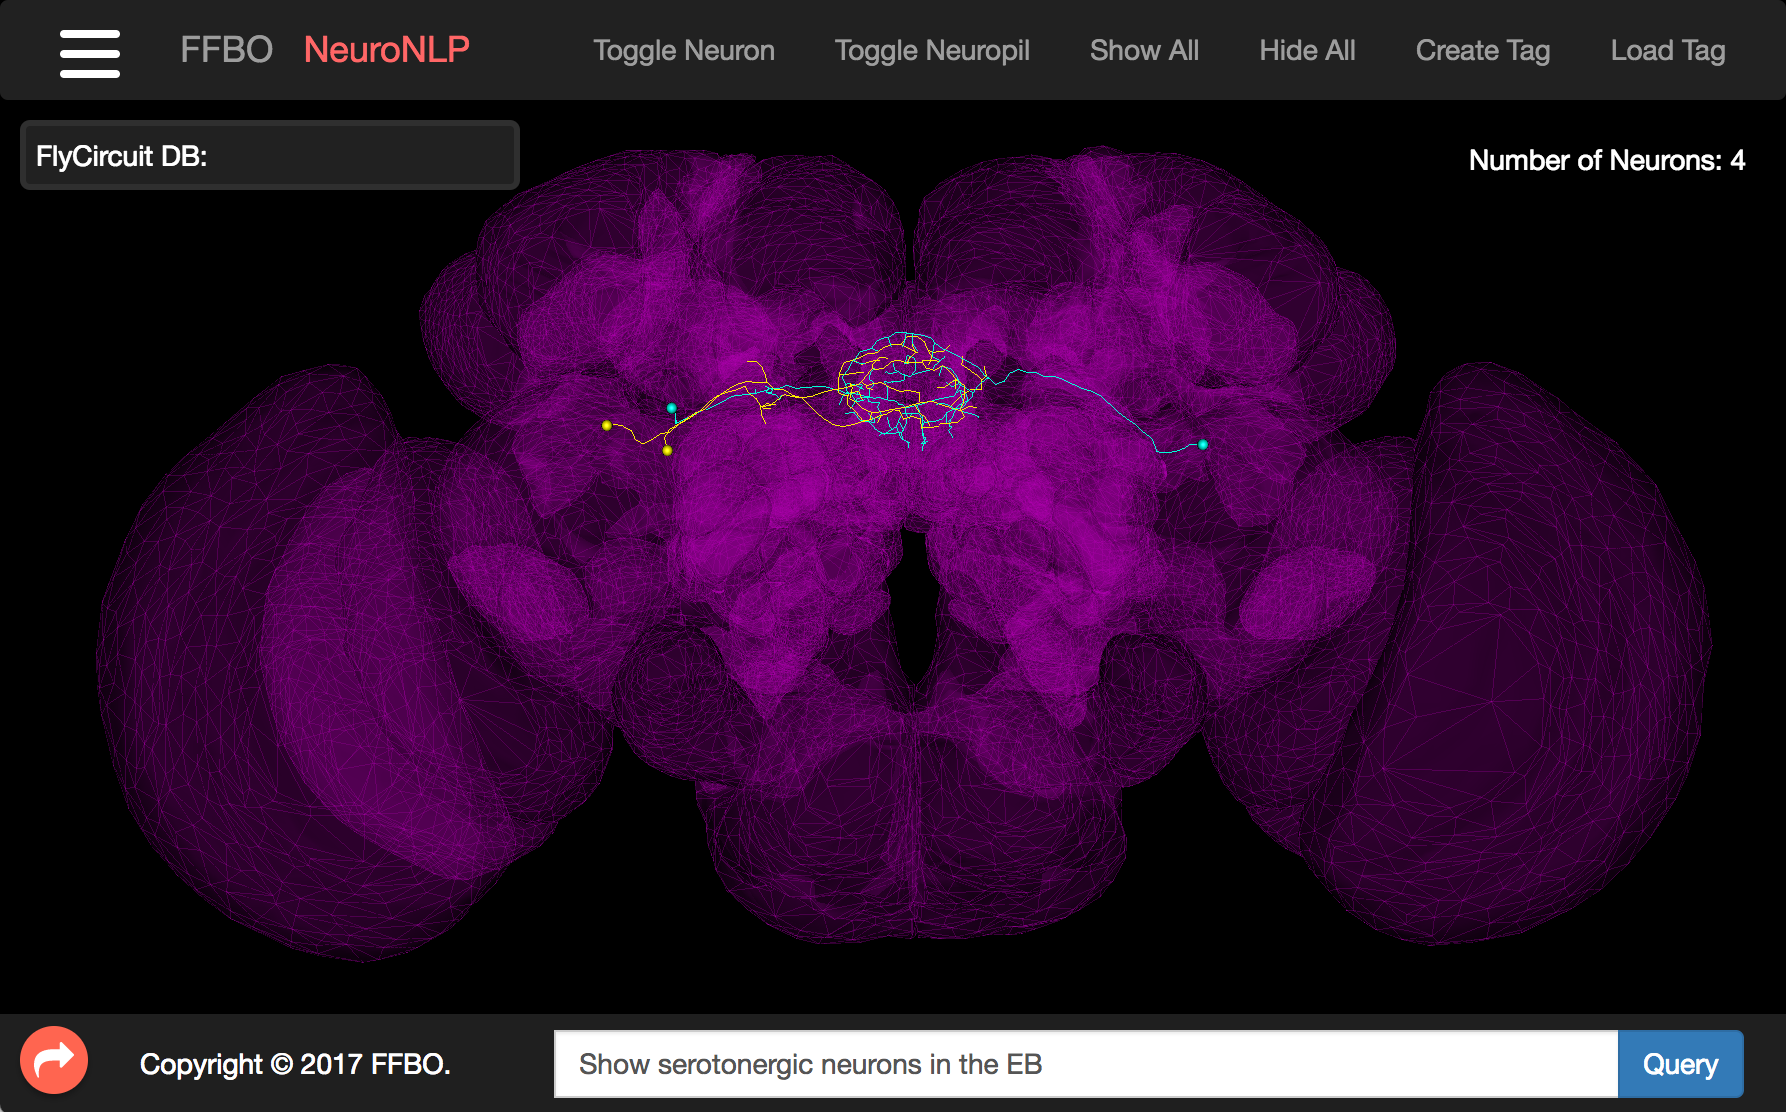 FFBO NeuroNLP Toggle Neuron Toggle Neuropil Show All Hide All Create Tag Load Tag
FlyCircuit DB:
Number of Neurons: 4
Copyright © 2017 FFBO.
Show serotonergic neurons in the EB
Query